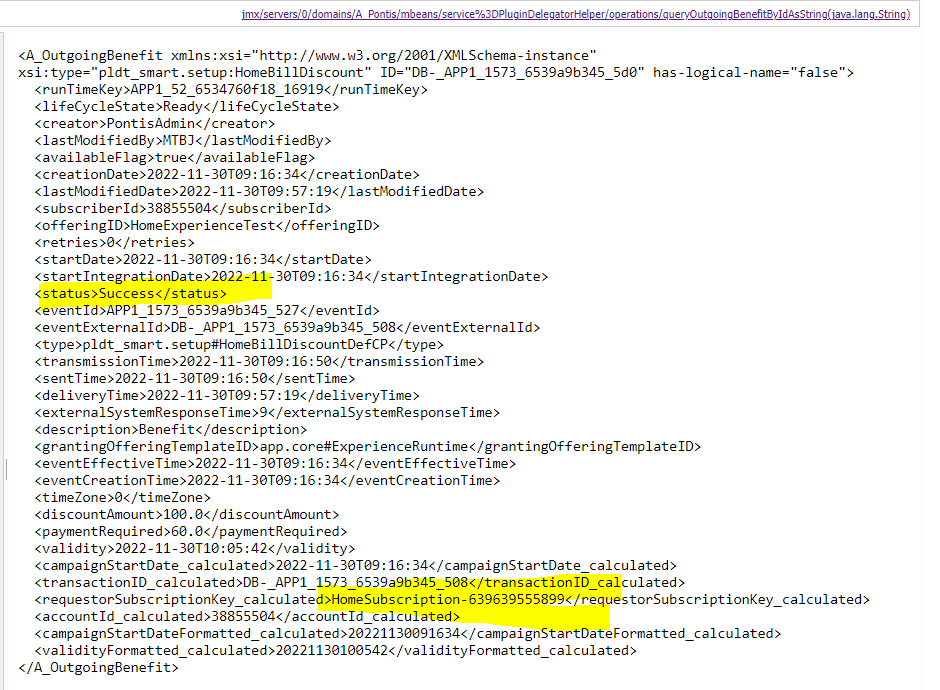 jmx/servers/0/domains/A_Pontis/mbeans/service%3DPluginDelegatorHelper/operations/queryOutgoingBenefitByIdAsString(java.lang.String)
<A_OutgoingBenefit xmlns:xsi="http://www.w3.org/2001/XMLSchema-instance"
xsi:type="pldt_smart.setup:HomeBillDiscount" ID="DB-_APP1_1573_6539a9b345_5d0" has-logical-name="false">
<runTimeKey>APP1_52_6534760f18_16919</runTimeKey>
<lifeCycleState>Ready</lifeCycleState>
<creator>PontisAdmin</creator>
<lastModifiedBy>MTBJ</lastModifiedBy>
<availableFlag>true</availableFlag>
<creationDate>2022-11-30T09:16:34</creationDate>
<lastModifiedDate>2022-11-30T09:57:19</lastModifiedDate>
<subscriberId>38855504</subscriberId>
<offeringID>HomeExperienceTest</offeringID>
<retries>0</retries>
<startDate>2022-11-30T09:16:34</startDate>
<startIntegrationDate>2022-11-30T09:16:34</startIntegrationDate>
<status>Success</status>
<eventId>APP1_1573_6539a9b345_527</eventId>
<eventExternalId>DB-_APP1_1573_6539a9b345_508</eventExternalId>
<type>pldt_smart.setup#HomeBillDiscountDefCP</type>
<transmissionTime>2022-11-30T09:16:50</transmissionTime>
<sentTime>2022-11-30T09:16:50</sentTime>
<deliveryTime>2022-11-30T09:57:19</deliveryTime>
<externalSystemResponseTime>9</externalSystemResponseTime>
<description>Benefit</description>
<grantingOfferingTemplateID>app.core#ExperienceRuntime</grantingOfferingTemplateID>
<eventEffectiveTime>2022-11-30T09:16:34</eventEffectiveTime>
<eventCreationTime>2022-11-30T09:16:34</eventCreationTime>
<timeZone>0</timeZone>
<discountAmount>100.0</discountAmount>
<paymentRequired>60.0</paymentRequired>
<validity>2022-11-30T10:05:42</validity>
<campaignStartDate_calculated>2022-11-30T09:16:34</campaignStartDate_calculated>
<transactionID_calculated>DB-_APP1_1573_6539a9b345_508</transactionID_calculated>
<requestorSubscriptionKey_calculated>HomeSubscription-639639555899</requestorSubscriptionKey_calculated>
<accountId_calculated>38855504</accountId_calculated>
<campaignStartDateFormatted_calculated>20221130091634</campaignStartDateFormatted_calculated>
<validityFormatted_calculated>20221130100542</validityFormatted_calculated>
</A_OutgoingBenefit>